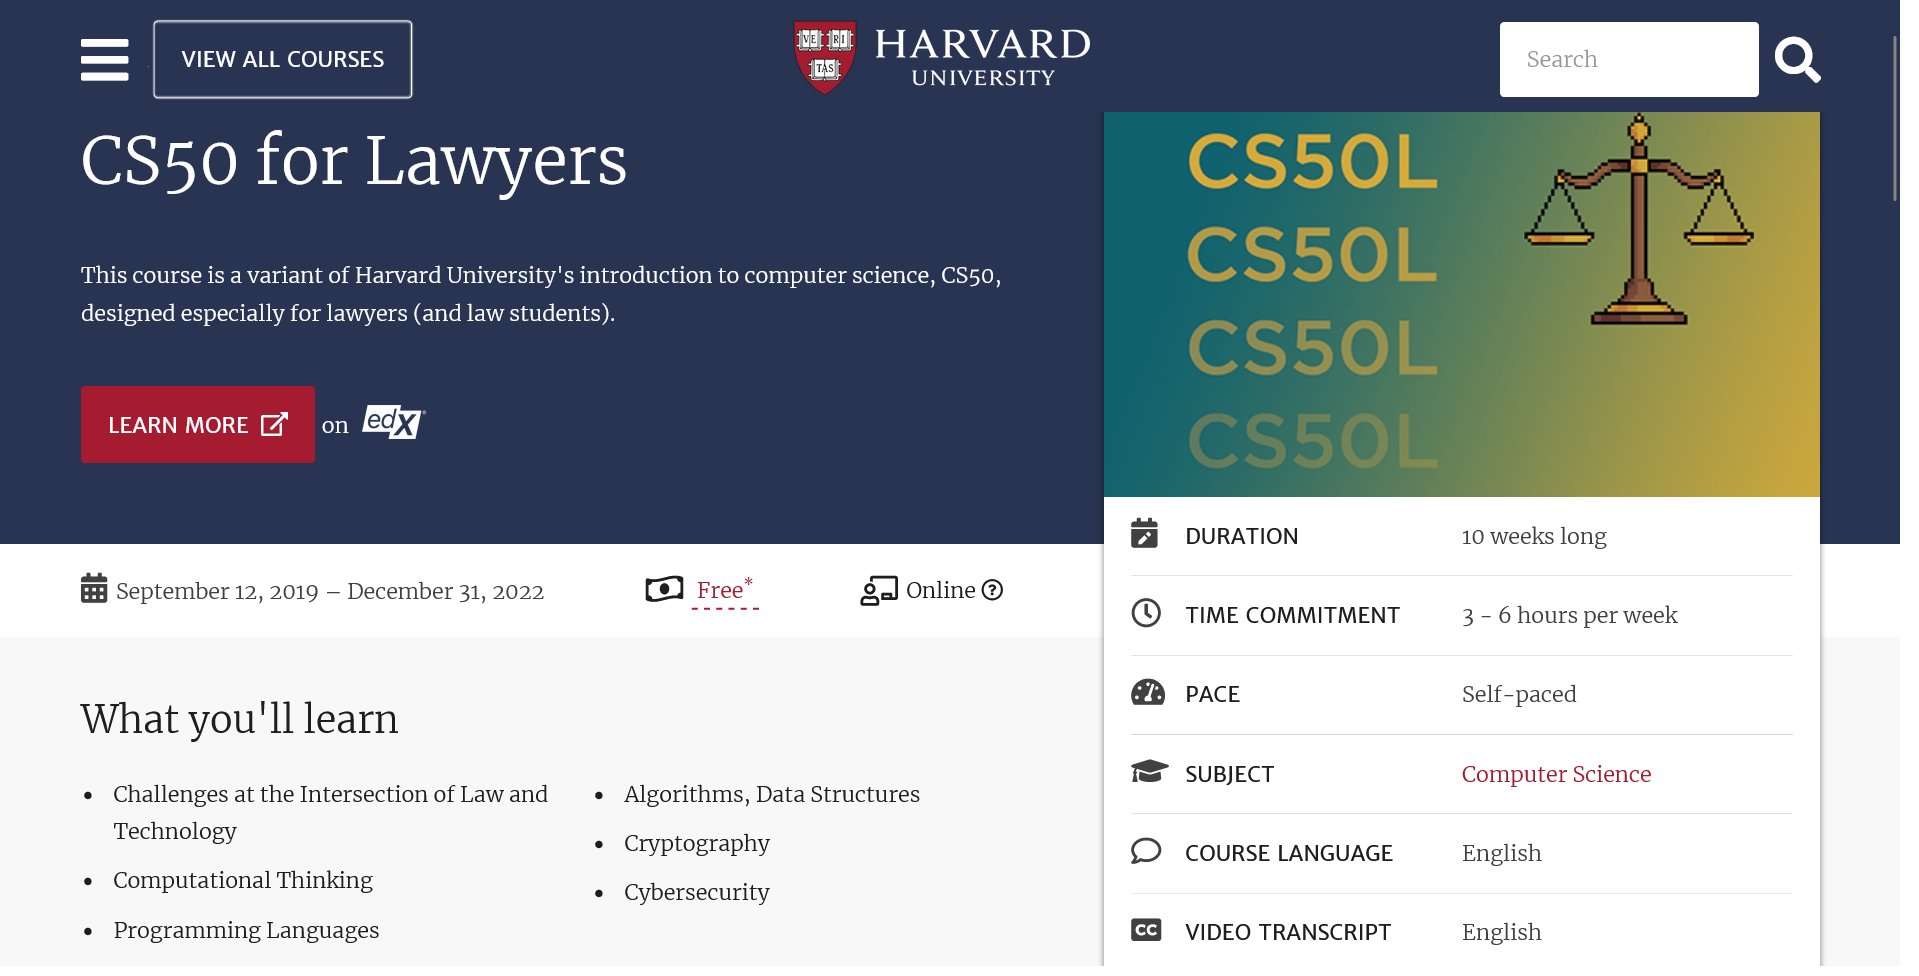 VIEW ALL COURSES
VE RI
TAS
HARVARD
UNIVERSITY
Search
CS50 for Lawyers
This course is a variant of Harvard University's introduction to computer science, CS50,
designed especially for lawyers (and law students).
LEARN MORE on edX
CS50L
CS50L
CS50L
CS50L
September 12, 2019 – December 31, 2022
Free*
Online ?
DURATION 10 weeks long
TIME COMMITMENT 3 - 6 hours per week
PACE Self-paced
SUBJECT Computer Science
COURSE LANGUAGE English
CC VIDEO TRANSCRIPT English
What you'll learn
• Challenges at the Intersection of Law and
Technology
• Computational Thinking
• Programming Languages
• Algorithms, Data Structures
• Cryptography
• Cybersecurity